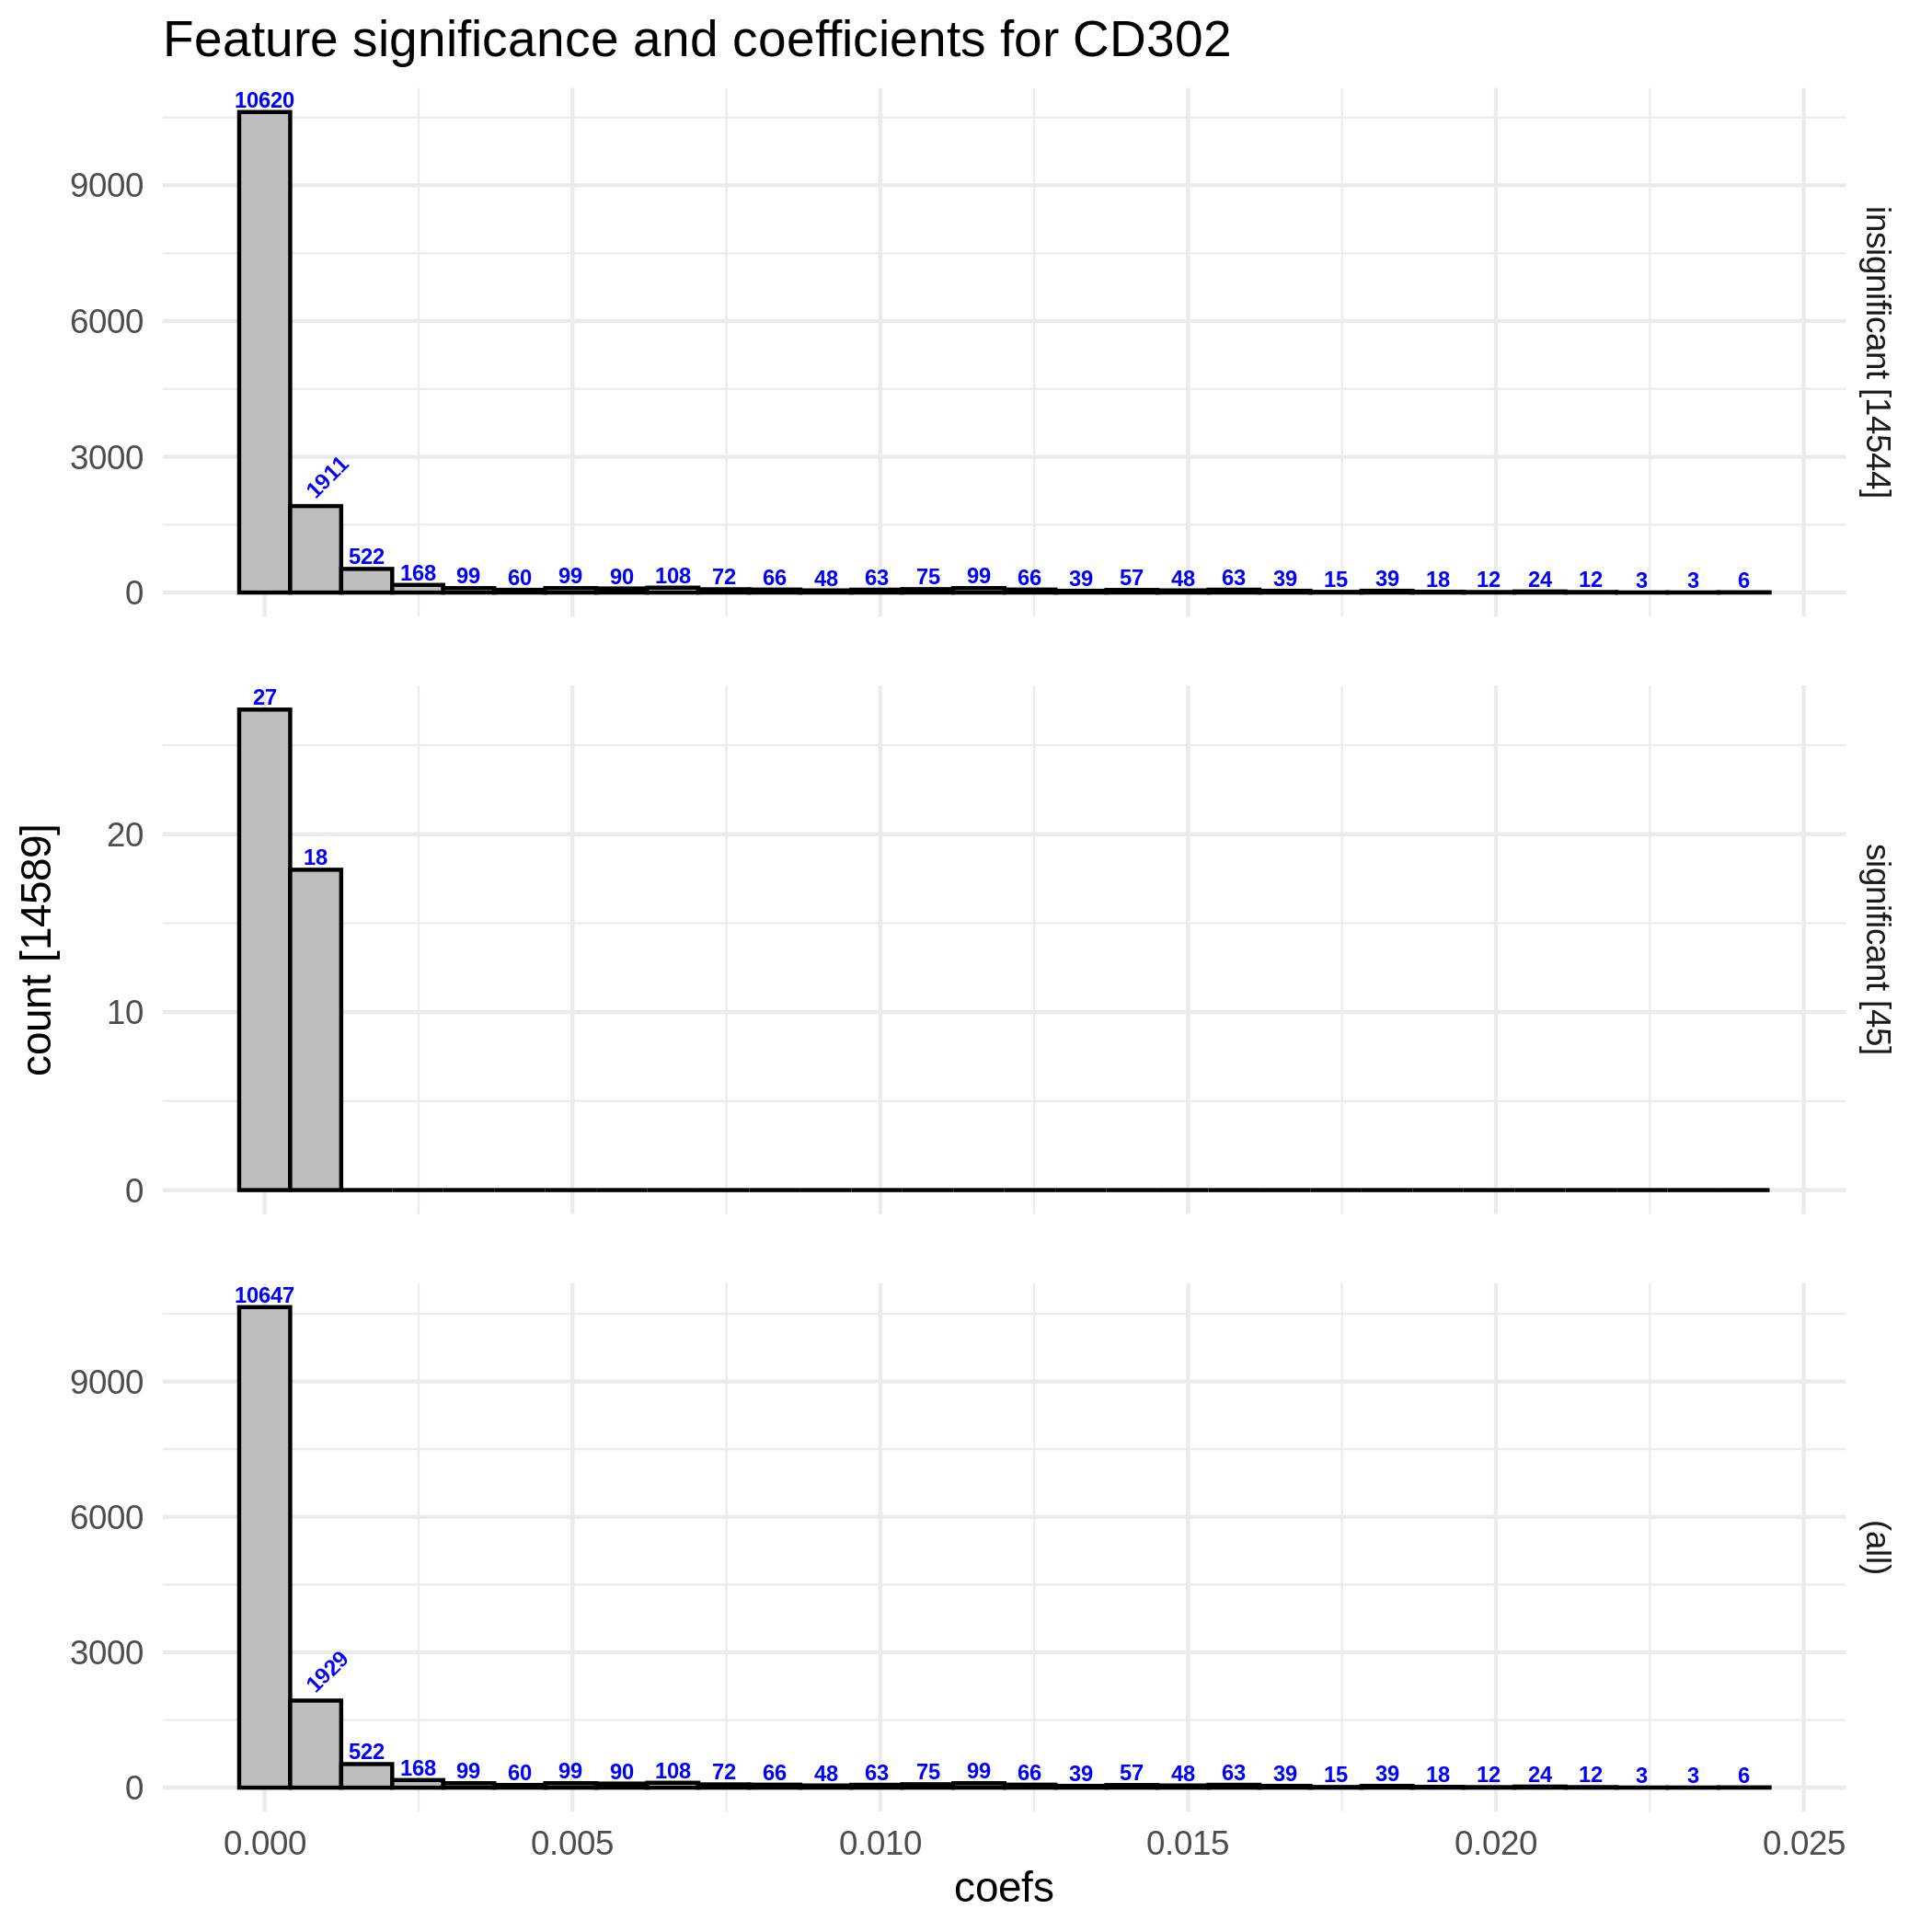 Feature significance and coefficients for CD302
count [14589]
10620
1911
522 168 99 60 99 90 108 72 66 48 63 75 99 66 39 57 48 63 39 15 39 18 12 24 12 3 3 6
9000
6000
3000
0
insignificant [14544]
27
18
20
10
0
significant [45]
10647
1929
522 168 99 60 99 90 108 72 66 48 63 75 99 66 39 57 48 63 39 15 39 18 12 24 12 3 3 6
9000
6000
3000
0
(all)
0.000 0.005 0.010 0.015 0.020 0.025
coefs